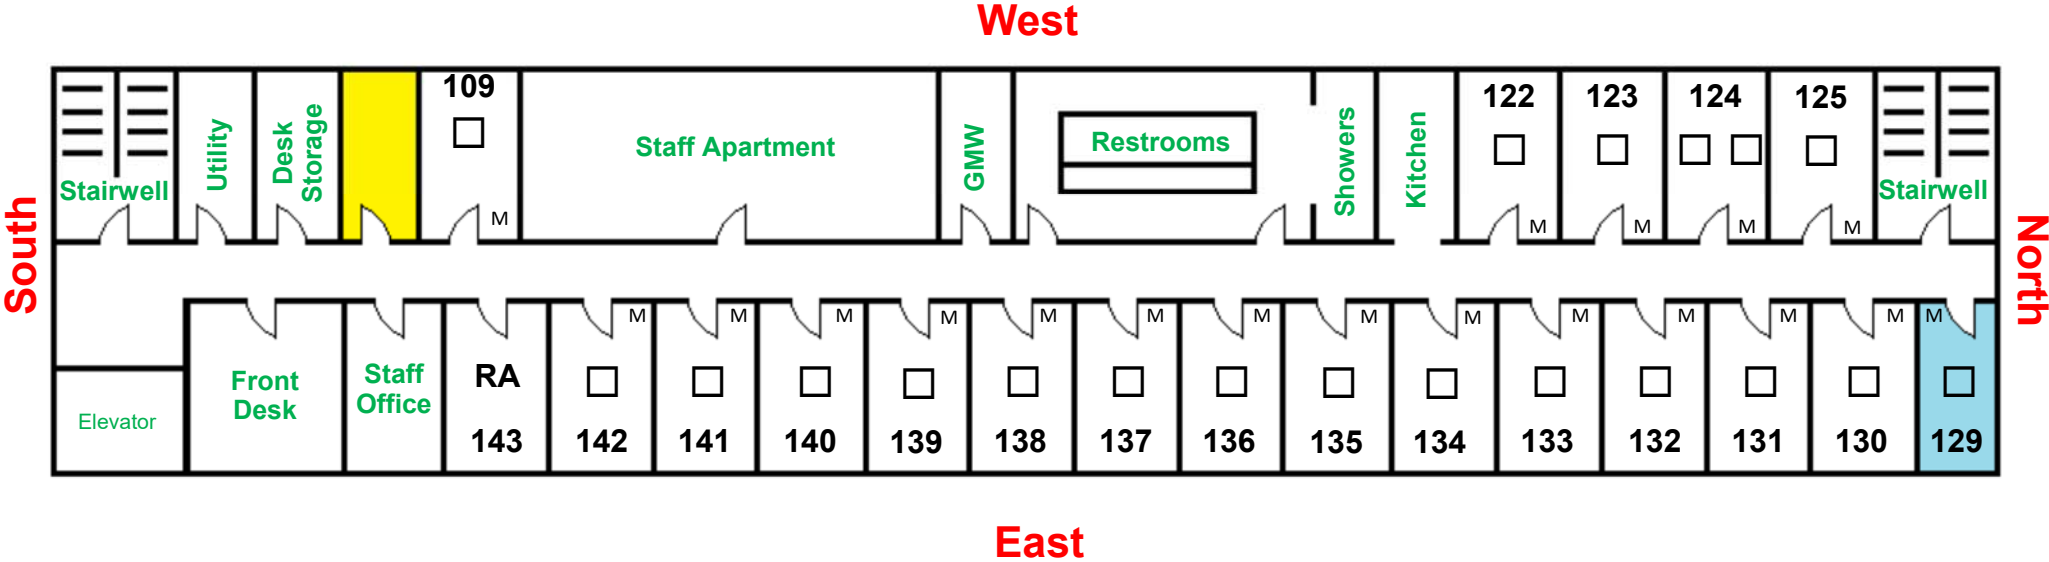 West
109
122
123
124
125
Utility
Desk
Storage
Staff Apartment
GMW
Restrooms
Showers
Kitchen
Stairwell
Stairwell
M
M
M
M
M
South
North
M
M
M
M
M
M
M
M
M
M
M
M
M
M
Front
Desk
Staff
Office
RA
Elevator
143
142
141
140
139
138
137
136
135
134
133
132
131
130
129
East